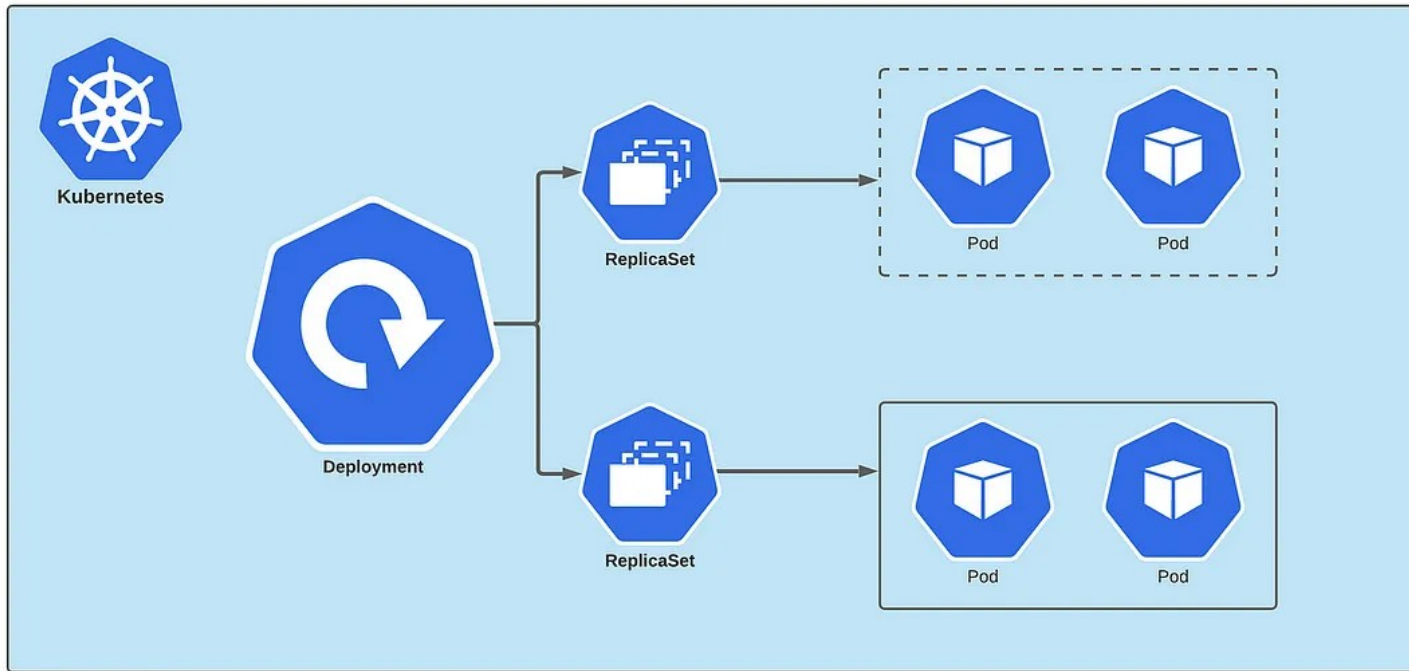 Kubernetes
Deployment
ReplicaSet
Pod
Pod
ReplicaSet
Pod
Pod